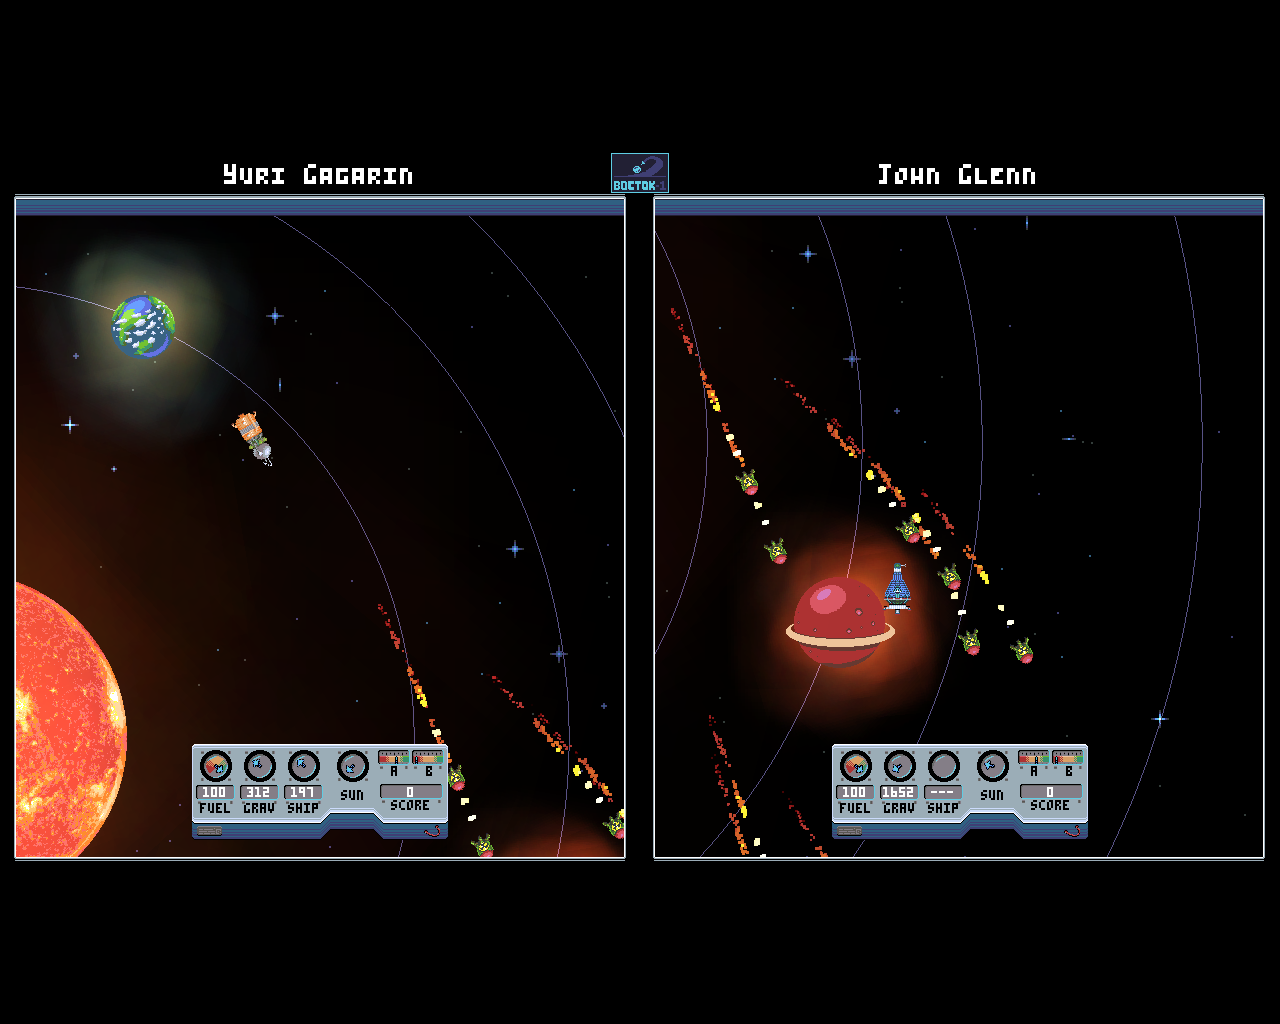 Yuri Gagarin
BOCTOK-1
John Glenn
100 312 197 A B
FUEL GRAV SHIP SUN 0
SCORE
100 1652 --- A B
FUEL GRAV SHIP SUN 0
SCORE